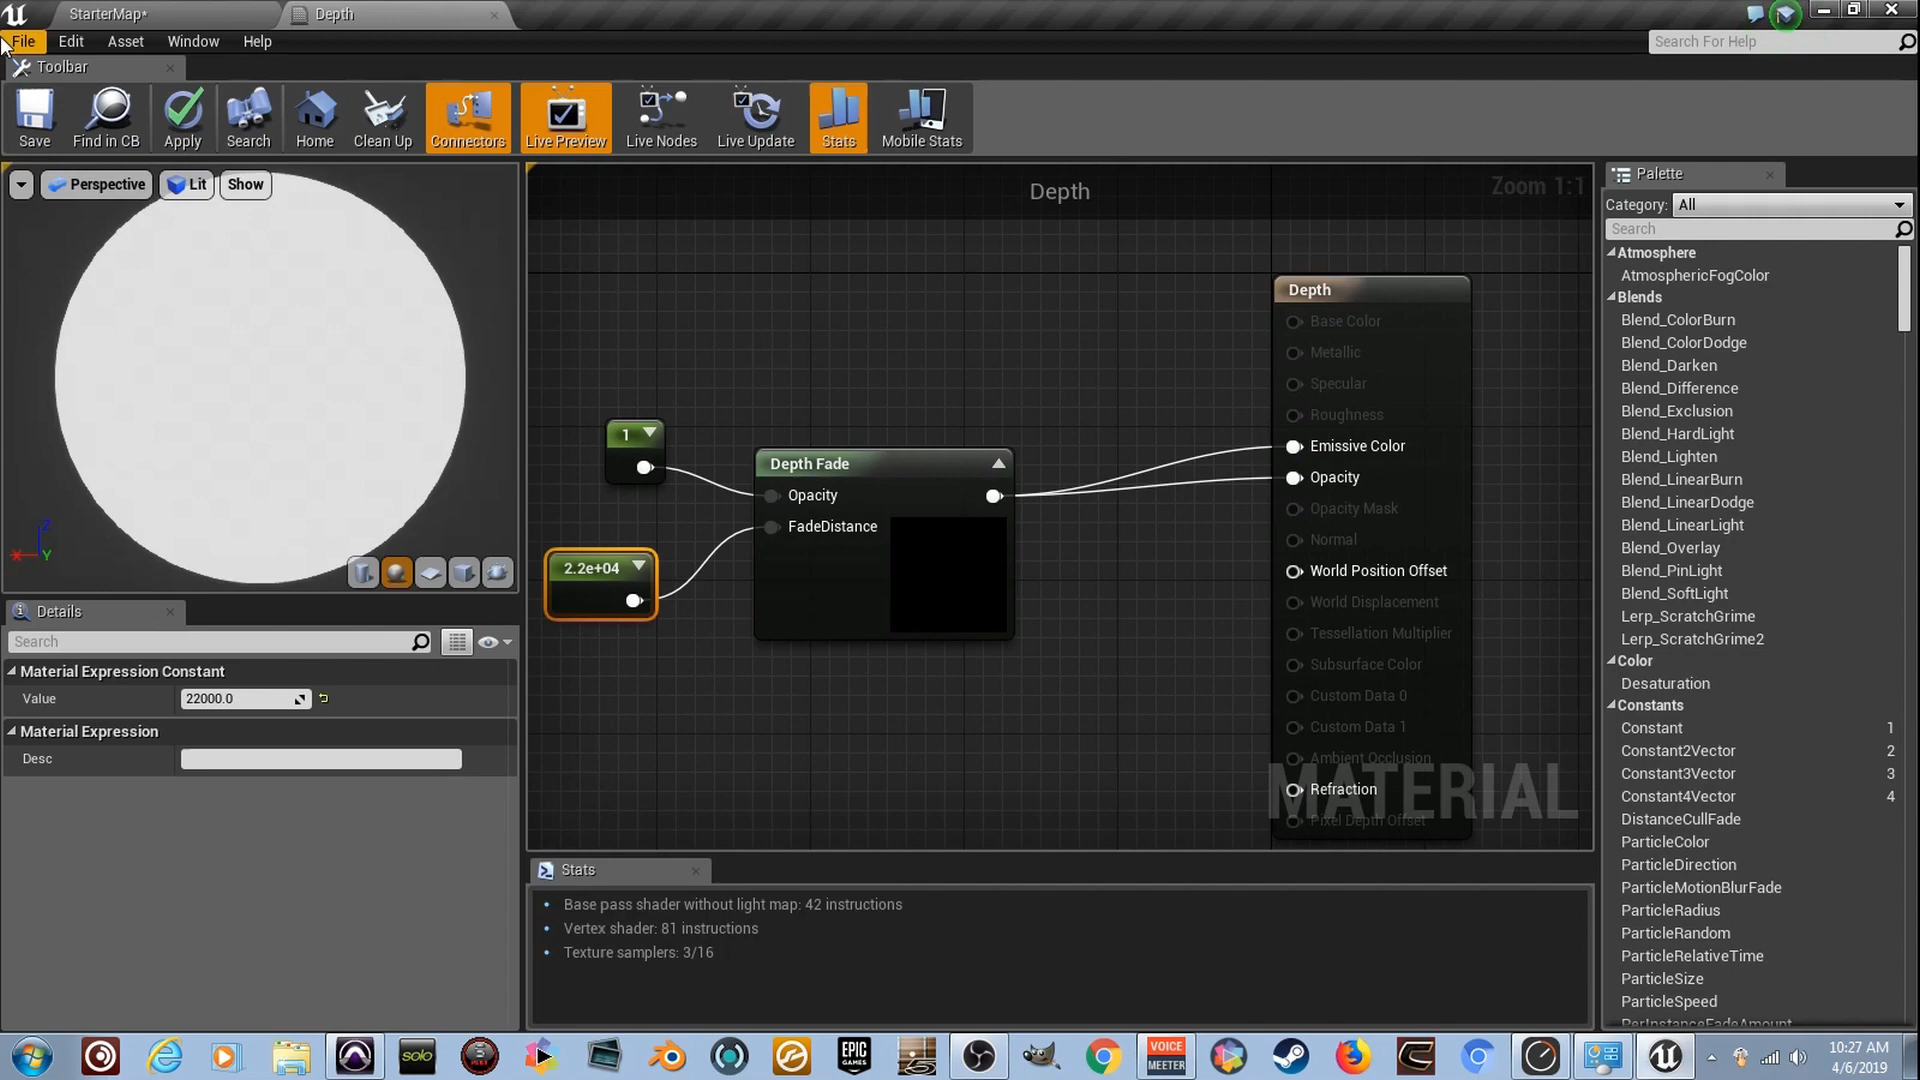 StarterMap*
Depth
File
Edit
Asset
Window
Help
Search For Help
Toolbar
Save
Find in CB
Apply
Search
Home
Clean Up
Connectors
Live Preview
Live Nodes
Live Update
Stats
Mobile Stats
Perspective
Lit
Show
Z
X
Y
Details
Search
Material Expression Constant
Value
22000.0
Material Expression
Desc
Depth
Zoom 1:1
1
2.2e+04
Depth Fade
Opacity
FadeDistance
Depth
Base Color
Metallic
Specular
Roughness
Emissive Color
Opacity
Opacity Mask
Normal
World Position Offset
World Displacement
Tessellation Multiplier
Subsurface Color
Custom Data 0
Custom Data 1
Ambient Occlusion
Refraction
Pixel Depth Offset
MATERIAL
Stats
Base pass shader without light map: 42 instructions
Vertex shader: 81 instructions
Texture samplers: 3/16
Palette
Category: All
Search
Atmosphere
AtmosphericFogColor
Blends
Blend_ColorBurn
Blend_ColorDodge
Blend_Darken
Blend_Difference
Blend_Exclusion
Blend_HardLight
Blend_Lighten
Blend_LinearBurn
Blend_LinearDodge
Blend_LinearLight
Blend_Overlay
Blend_PinLight
Blend_SoftLight
Lerp_ScratchGrime
Lerp_ScratchGrime2
Color
Desaturation
Constants
Constant 1
Constant2Vector 2
Constant3Vector 3
Constant4Vector 4
DistanceCullFade
ParticleColor
ParticleDirection
ParticleMotionBlurFade
ParticleRadius
ParticleRandom
ParticleRelativeTime
ParticleSize
ParticleSpeed
PerInstanceFadeAmount
solo
EPIC
GAMES
VOICE
MEETER
10:27 AM
4/6/2019